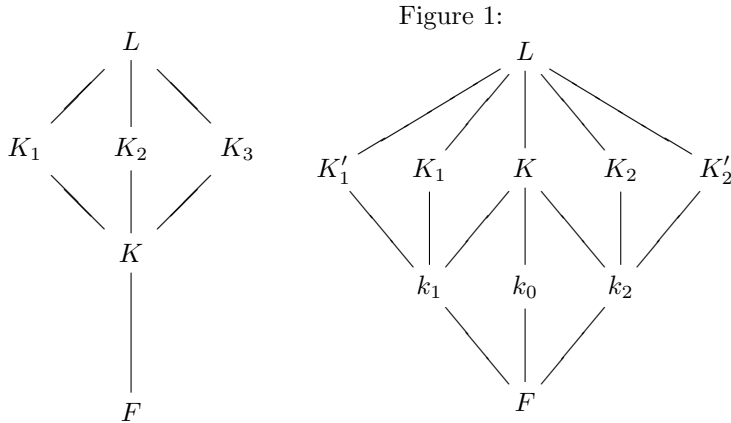 Figure 1:
L
K₁ K₂ K₃
K
F
L
K′₁ K₁ K K₂ K′₂
k₁ k₀ k₂
F